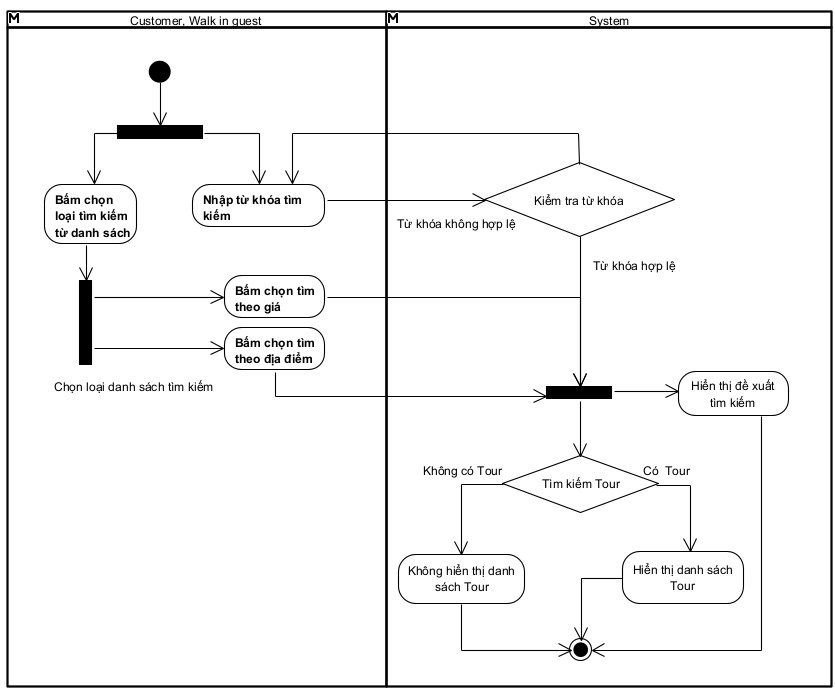 Customer, Walk in guest
System
Bấm chọn
loại tìm kiếm
từ danh sách
Nhập từ khóa tìm
kiếm
Kiểm tra từ khóa
Từ khóa không hợp lệ
Từ khóa hợp lệ
Bấm chọn tìm
theo giá
Bấm chọn tìm
theo địa điểm
Chọn loại danh sách tìm kiếm
Hiển thị đề xuất
tìm kiếm
Không có Tour
Tìm kiếm Tour
Có Tour
Không hiển thị danh
sách Tour
Hiển thị danh sách
Tour